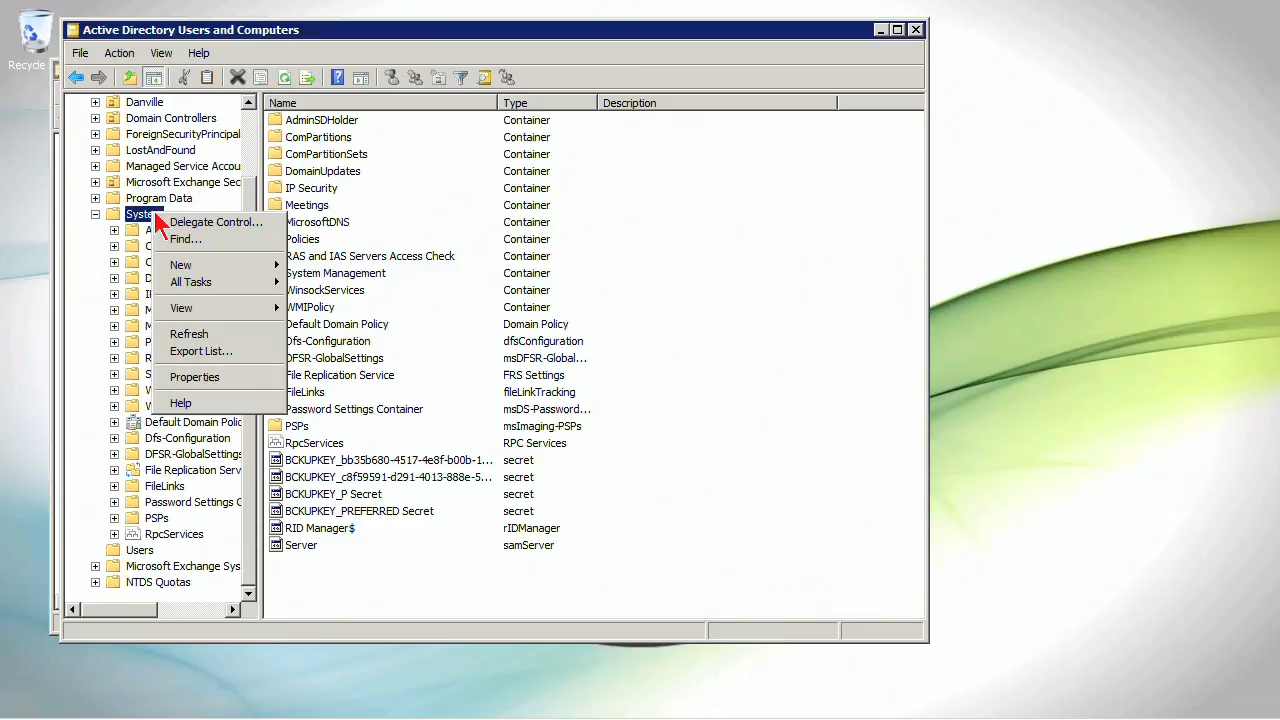 Recycle
Active Directory Users and Computers
File Action View Help
Danville
Domain Controllers
ForeignSecurityPrincipal
LostAndFound
Managed Service Accou
Microsoft Exchange Sec
Program Data
Syste
Default Domain Polic
Dfs-Configuration
DFSR-GlobalSettings
File Replication Serv
FileLinks
Password Settings C
PSPs
RpcServices
Users
Microsoft Exchange Sys
NTDS Quotas
Delegate Control...
Find...
New
All Tasks
View
Refresh
Export List...
Properties
Help
Name Type Description
AdminSDHolder Container
ComPartitions Container
ComPartitionSets Container
DomainUpdates Container
IP Security Container
Meetings Container
MicrosoftDNS Container
Policies Container
RAS and IAS Servers Access Check Container
System Management Container
WinsockServices Container
WMIPolicy Container
Default Domain Policy Domain Policy
Dfs-Configuration dfsConfiguration
DFSR-GlobalSettings msDFSR-Global...
File Replication Service FRS Settings
FileLinks fileLinkTracking
Password Settings Container msDS-Password...
PSPs msImaging-PSPs
RpcServices RPC Services
BCKUPKEY_bb35b680-4517-4e8f-b00b-1... secret
BCKUPKEY_c8f59591-d291-4013-888e-5... secret
BCKUPKEY_P Secret secret
BCKUPKEY_PREFERRED Secret secret
RID Manager$ rIDManager
Server samServer